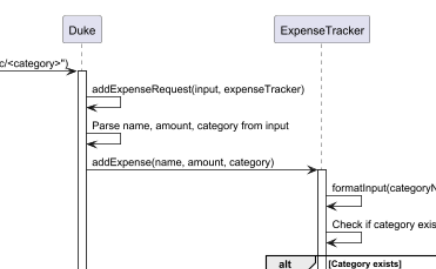 Duke
ExpenseTracker
c/<category>")
addExpenseRequest(input, expenseTracker)
Parse name, amount, category from input
addExpense(name, amount, category)
formatInput(categoryN
Check if category exis
alt
[Category exists]